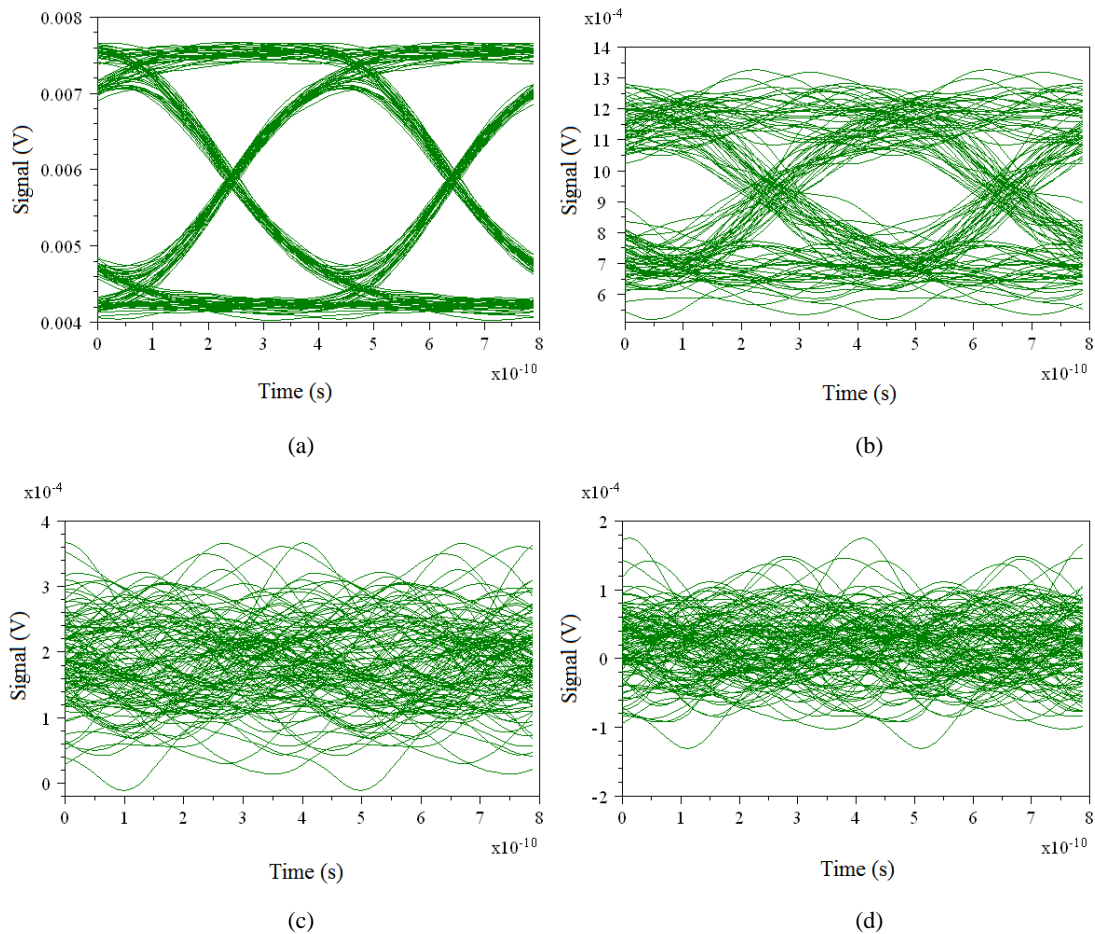 0.008
0.007
0.006
0.005
0.004
Signal (V)
0 1 2 3 4 5 6 7 8
x10-10
Time (s)
(a)
x10-4
14
13
12
11
10
9
8
7
6
Signal (V)
0 1 2 3 4 5 6 7 8
x10-10
Time (s)
(b)
x10-4
4
3
2
1
0
Signal (V)
0 1 2 3 4 5 6 7 8
x10-10
Time (s)
(c)
x10-4
2
1
0
-1
-2
Signal (V)
0 1 2 3 4 5 6 7 8
x10-10
Time (s)
(d)